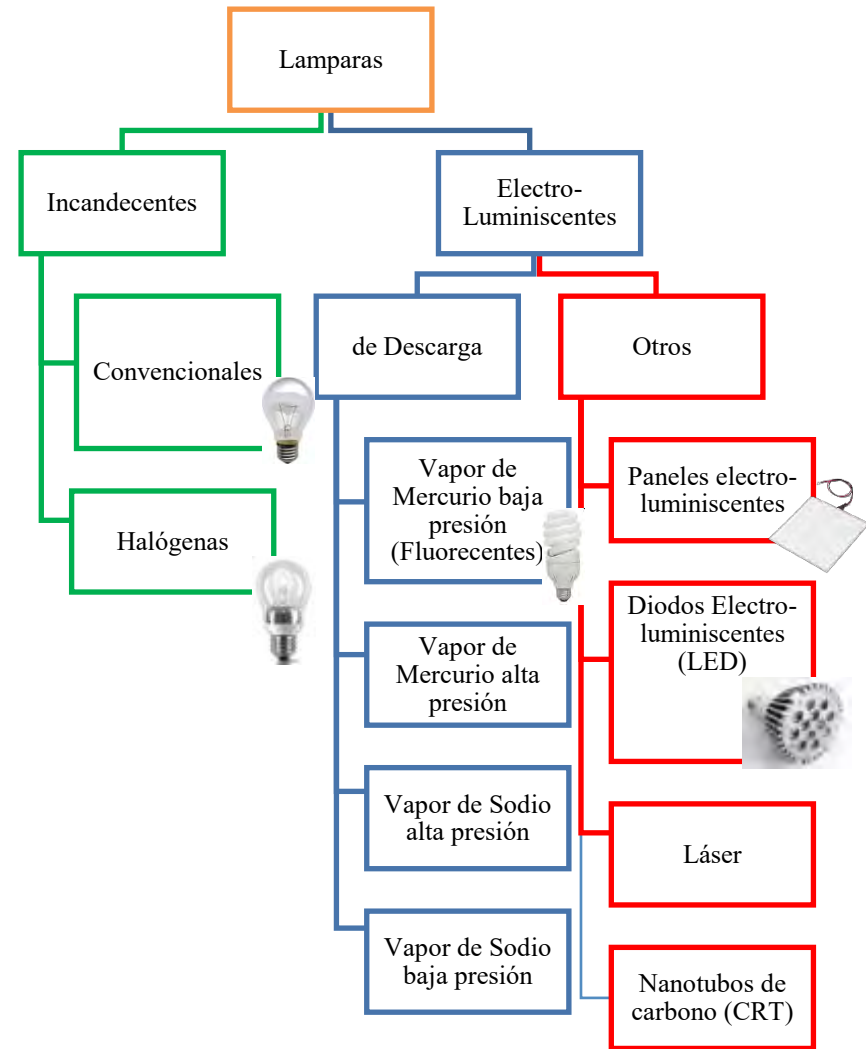 Lamparas
Incandecentes
Electro-
Luminiscentes
Convencionales
Halógenas
de Descarga
Otros
Vapor de
Mercurio baja
presión
(Fluorecentes)
Vapor de
Mercurio alta
presión
Vapor de Sodio
alta presión
Vapor de Sodio
baja presión
Paneles electro-
luminiscentes
Diodos Electro-
luminiscentes
(LED)
Láser
Nanotubos de
carbono (CRT)